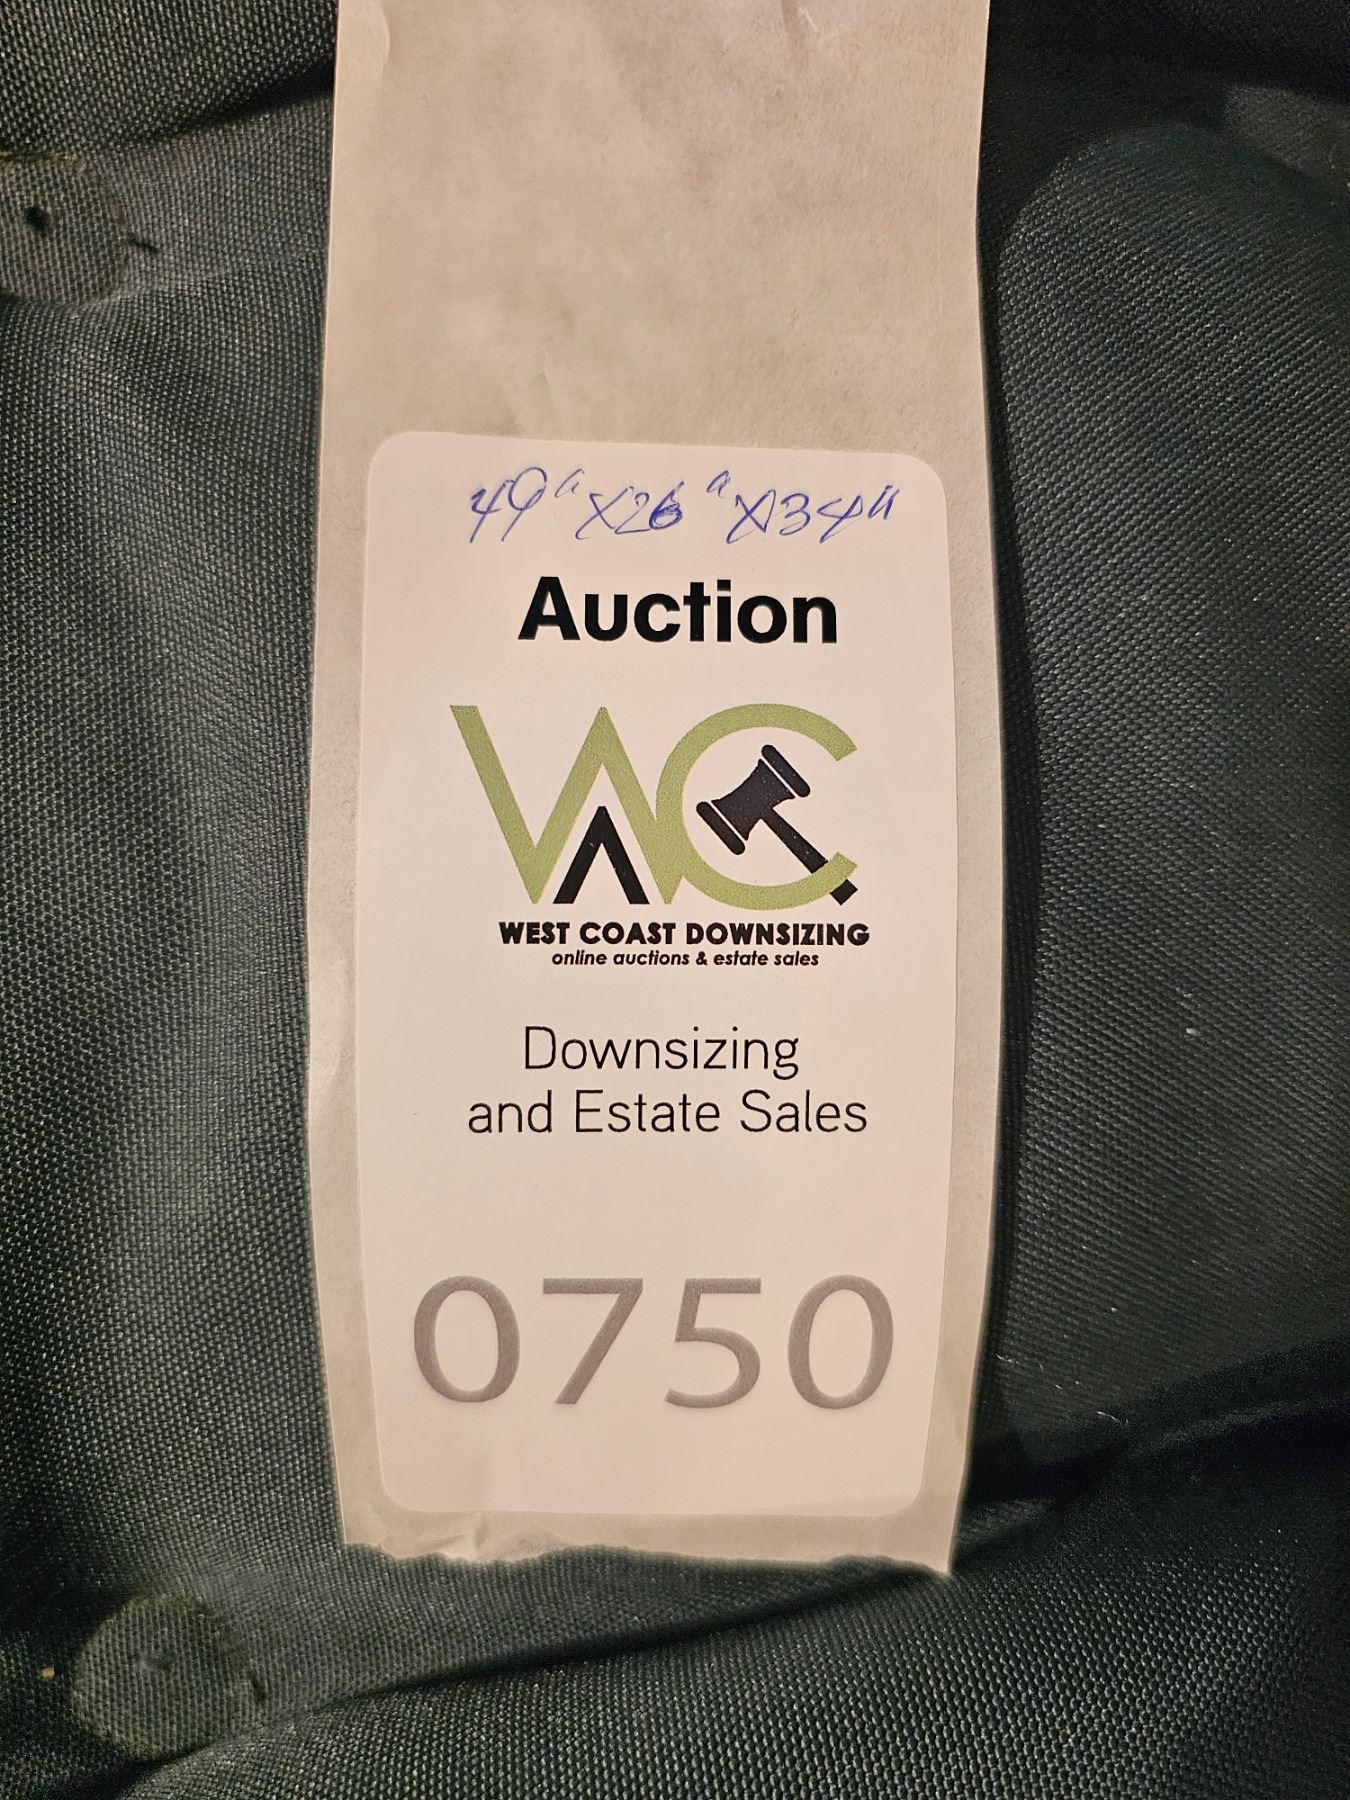 49" X26" X34"
Auction
WC
WEST COAST DOWNSIZING
online auctions & estate sales
Downsizing
and Estate Sales
0750